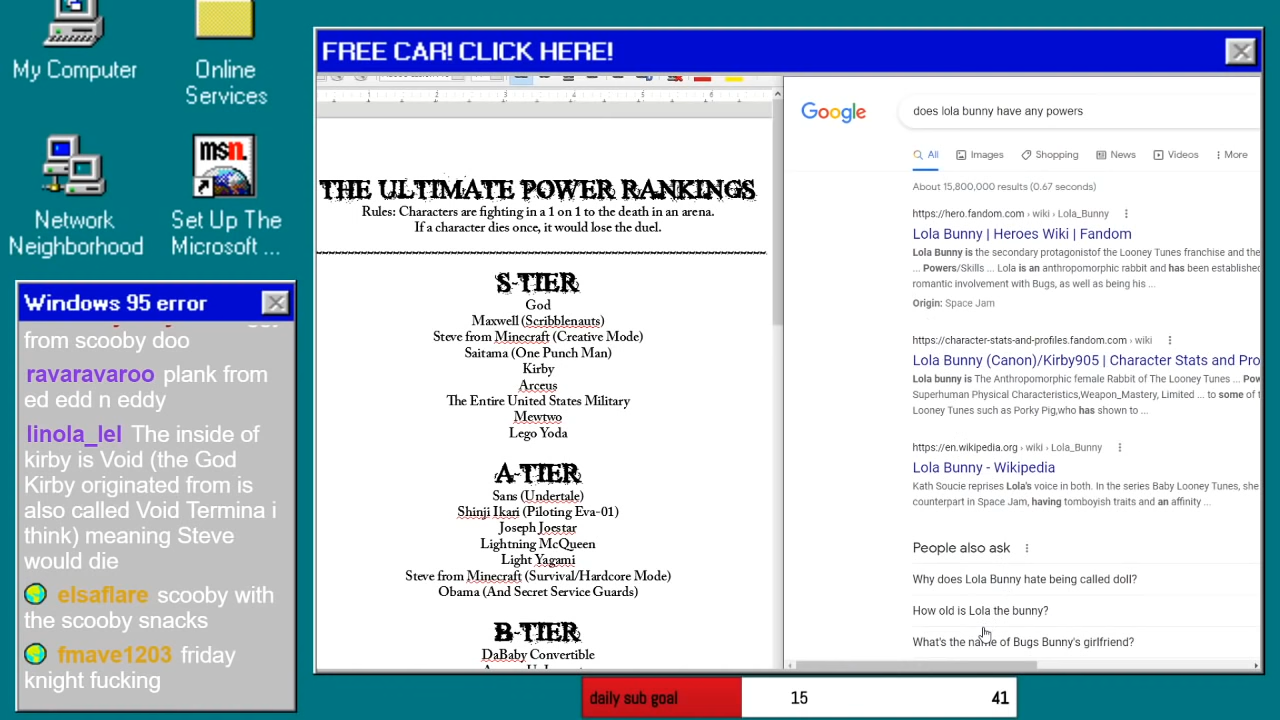 My Computer
Online
Services
Network
Neighborhood
msn.
Set Up The
Microsoft ...
Windows 95 error
from scooby doo
ravaravaroo plank from
ed edd n eddy
linola_lel The inside of
kirby is Void (the God
Kirby originated from is
also called Void Termina i
think) meaning Steve
would die
elsaflare scooby with
the scooby snacks
fmave1203 friday
knight fucking
FREE CAR! CLICK HERE!
THE ULTIMATE POWER RANKINGS
Rules: Characters are fighting in a 1 on 1 to the death in an arena.
If a character dies once, it would lose the duel.
S-TIER
God
Maxwell (Scribblenauts)
Steve from Minecraft (Creative Mode)
Saitama (One Punch Man)
Kirby
Arceus
The Entire United States Military
Mewtwo
Lego Yoda
A-TIER
Sans (Undertale)
Shinji Ikari (Piloting Eva-01)
Joseph Joestar
Lightning McQueen
Light Yagami
Steve from Minecraft (Survival/Hardcore Mode)
Obama (And Secret Service Guards)
B-TIER
DaBaby Convertible
Google
does lola bunny have any powers
All Images Shopping News Videos More
About 15,800,000 results (0.67 seconds)
https://hero.fandom.com › wiki › Lola_Bunny
Lola Bunny | Heroes Wiki | Fandom
Lola Bunny is the secondary protagonistof the Looney Tunes franchise and the
... Powers/Skills ... Lola is an anthropomorphic rabbit and has been established
romantic involvement with Bugs, as well as being his ...
Origin: Space Jam
https://character-stats-and-profiles.fandom.com › wiki
Lola Bunny (Canon)/Kirby905 | Character Stats and Pro
Lola bunny is The Anthropomorphic female Rabbit of The Looney Tunes ... Pow
Superhuman Physical Characteristics,Weapon_Mastery, Limited ... to some of t
Looney Tunes such as Porky Pig,who has shown to ...
https://en.wikipedia.org › wiki › Lola_Bunny
Lola Bunny - Wikipedia
Kath Soucie reprises Lola's voice in both. In the series Baby Looney Tunes, she
counterpart in Space Jam, having tomboyish traits and an affinity ...
People also ask
Why does Lola Bunny hate being called doll?
How old is Lola the bunny?
What's the name of Bugs Bunny's girlfriend?
daily sub goal 15 41